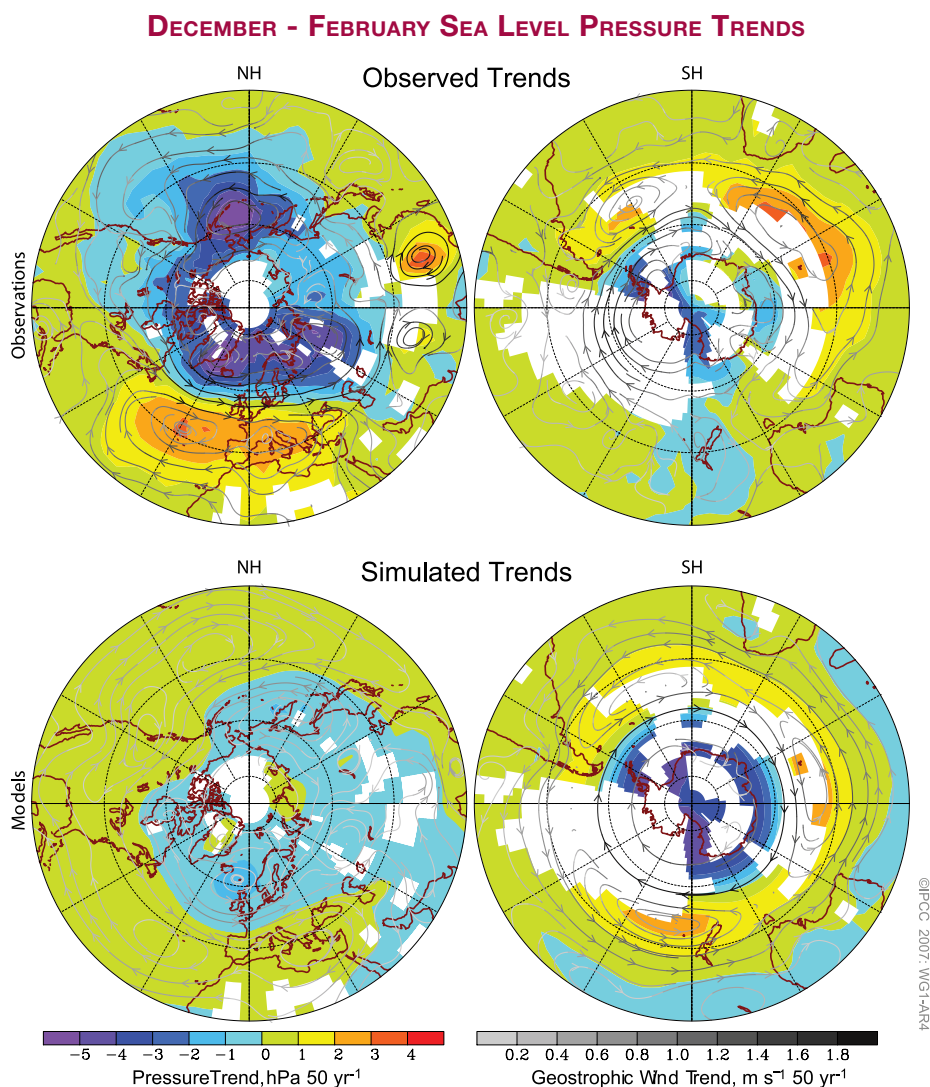 December - February Sea Level Pressure Trends
NH
Observed Trends
SH
Observations
NH
Simulated Trends
SH
Models
©IPCC 2007: WG1-AR4
−5 −4 −3 −2 −1 0 1 2 3 4
PressureTrend, hPa 50 yr⁻¹
0.2 0.4 0.6 0.8 1.0 1.2 1.4 1.6 1.8
Geostrophic Wind Trend, m s⁻¹ 50 yr⁻¹